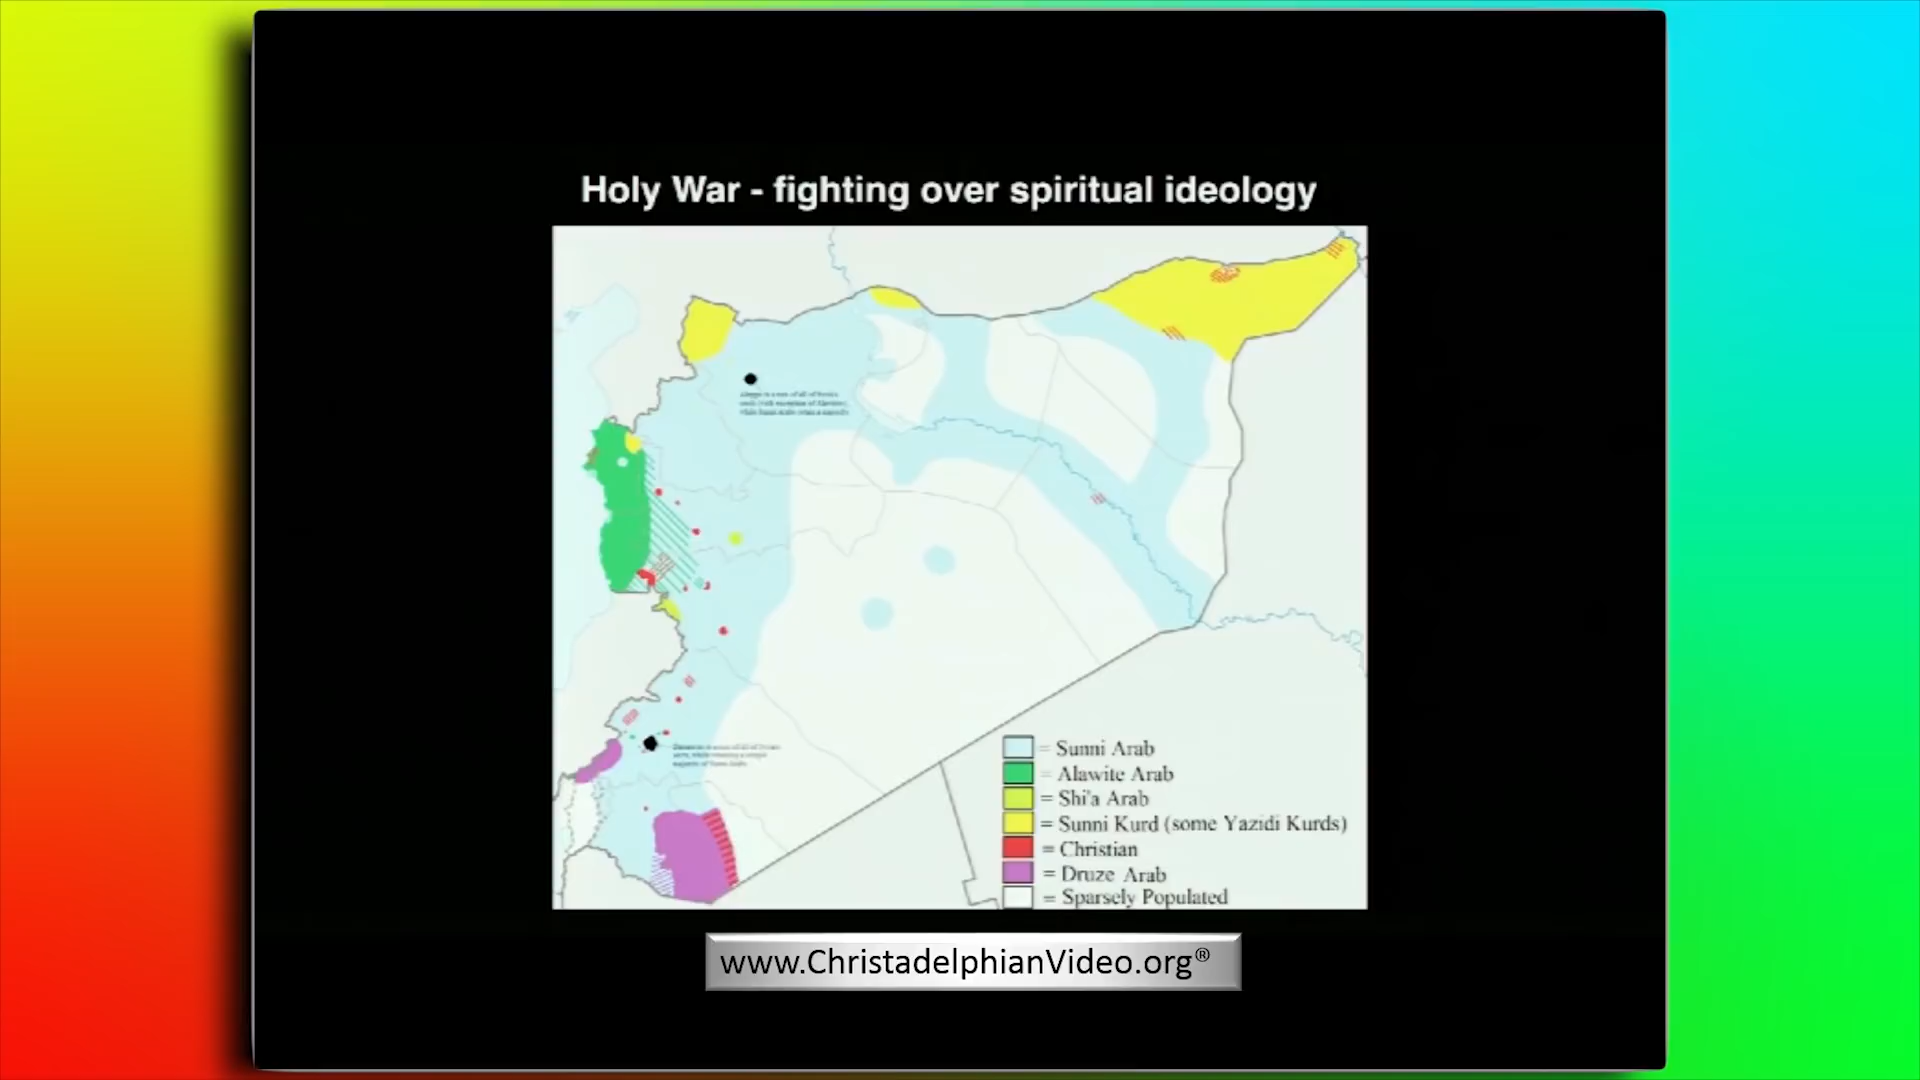 Holy War - fighting over spiritual ideology
= Sunni Arab
= Alawite Arab
= Shi'a Arab
= Sunni Kurd (some Yazidi Kurds)
= Christian
= Druze Arab
= Sparsely Populated
www.ChristadelphianVideo.org®